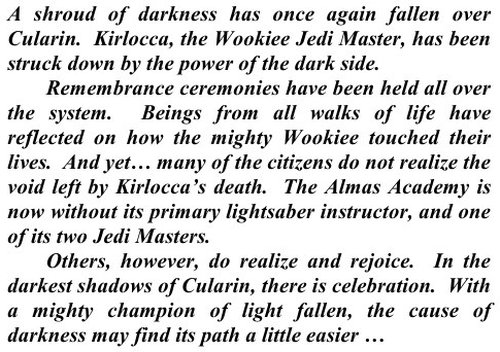 A shroud of darkness has once again fallen over
Cularin.  Kirlocca, the Wookiee Jedi Master, has been
struck down by the power of the dark side.
Remembrance ceremonies have been held all over
the system.  Beings from all walks of life have
reflected on how the mighty Wookiee touched their
lives.  And yet… many of the citizens do not realize the
void left by Kirlocca’s death.  The Almas Academy is
now without its primary lightsaber instructor, and one
of its two Jedi Masters.
Others, however, do realize and rejoice.  In the
darkest shadows of Cularin, there is celebration.  With
a mighty champion of light fallen, the cause of
darkness may find its path a little easier …